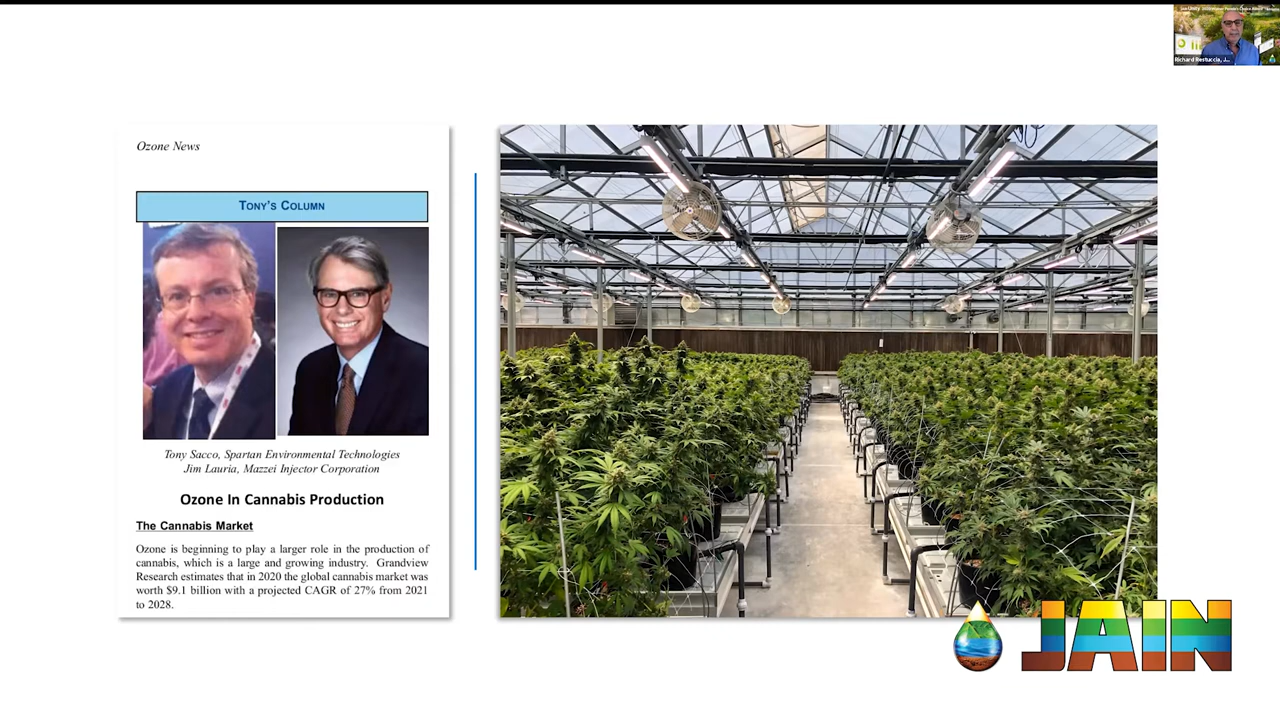 Richard Restuccia, J...
Ozone News
TONY'S COLUMN
Tony Sacco, Spartan Environmental Technologies
Jim Lauria, Mazzei Injector Corporation
Ozone In Cannabis Production
The Cannabis Market
Ozone is beginning to play a larger role in the production of
cannabis, which is a large and growing industry. Grandview
Research estimates that in 2020 the global cannabis market was
worth $9.1 billion with a projected CAGR of 27% from 2021
to 2028.
JAIN